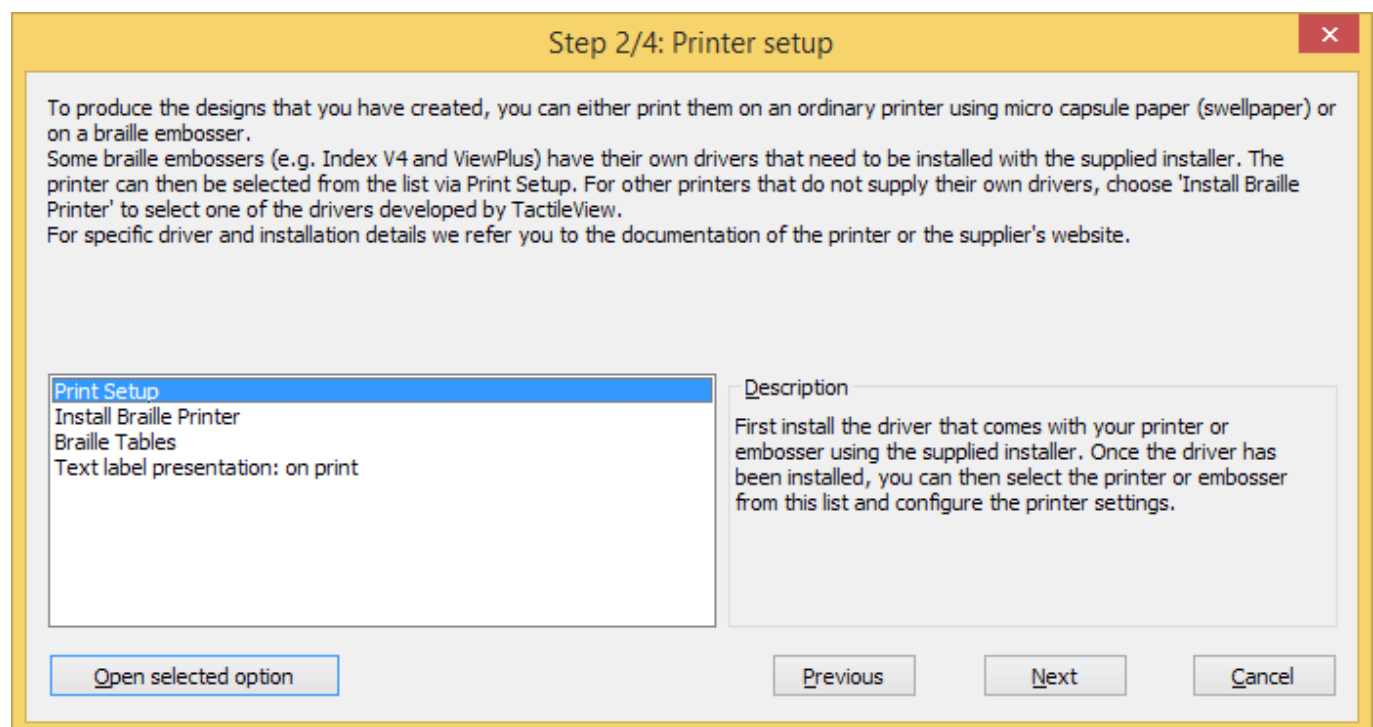 Step 2/4: Printer setup
To produce the designs that you have created, you can either print them on an ordinary printer using micro capsule paper (swellpaper) or
on a braille embosser.
Some braille embossers (e.g. Index V4 and ViewPlus) have their own drivers that need to be installed with the supplied installer. The
printer can then be selected from the list via Print Setup. For other printers that do not supply their own drivers, choose 'Install Braille
Printer' to select one of the drivers developed by TactileView.
For specific driver and installation details we refer you to the documentation of the printer or the supplier's website.
Print Setup
Install Braille Printer
Braille Tables
Text label presentation: on print
Description
First install the driver that comes with your printer or
embosser using the supplied installer. Once the driver has
been installed, you can then select the printer or embosser
from this list and configure the printer settings.
Open selected option
Previous
Next
Cancel